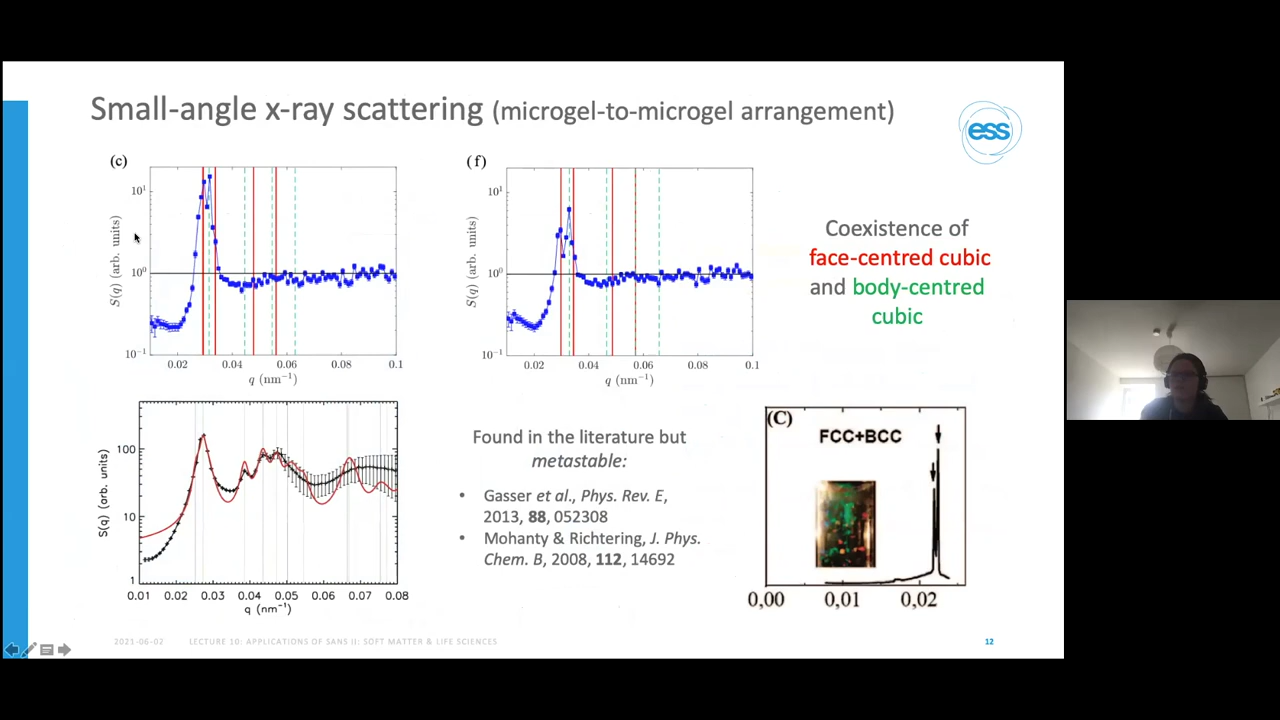 Small-angle x-ray scattering (microgel-to-microgel arrangement)
ess
(c)
10¹
10⁰
10⁻¹
S(q) (arb. units)
0.02 0.04 0.06 0.08 0.1
q (nm⁻¹)
(f)
10¹
10⁰
10⁻¹
S(q) (arb. units)
0.02 0.04 0.06 0.08 0.1
q (nm⁻¹)
Coexistence of
face-centred cubic
and body-centred
cubic
100
10
1
S(q) (arb. units)
0.01 0.02 0.03 0.04 0.05 0.06 0.07 0.08
q (nm⁻¹)
Found in the literature but
metastable:
• Gasser et al., Phys. Rev. E,
2013, 88, 052308
• Mohanty & Richtering, J. Phys.
Chem. B, 2008, 112, 14692
(C)
FCC+BCC
0,00 0,01 0,02
2021-06-02 LECTURE 10: APPLICATIONS OF SANS II: SOFT MATTER & LIFE SCIENCES
12